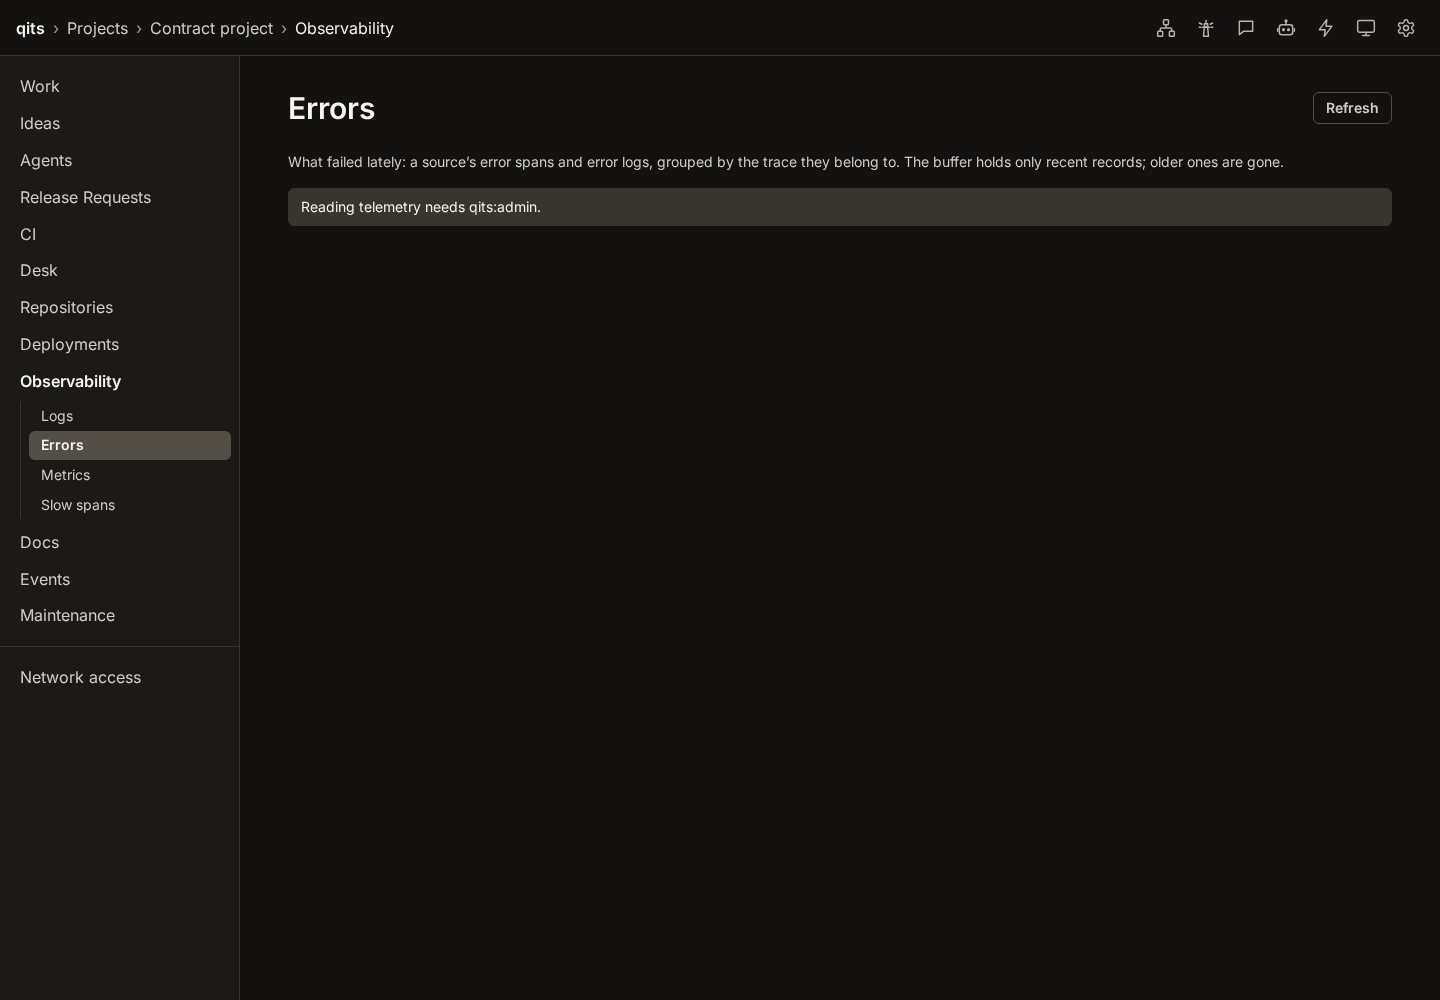 qits › Projects › Contract project › Observability
Work
Ideas
Agents
Release Requests
CI
Desk
Repositories
Deployments
Observability
Logs
Errors
Metrics
Slow spans
Docs
Events
Maintenance
Network access
Errors
Refresh
What failed lately: a source’s error spans and error logs, grouped by the trace they belong to. The buffer holds only recent records; older ones are gone.
Reading telemetry needs qits:admin.